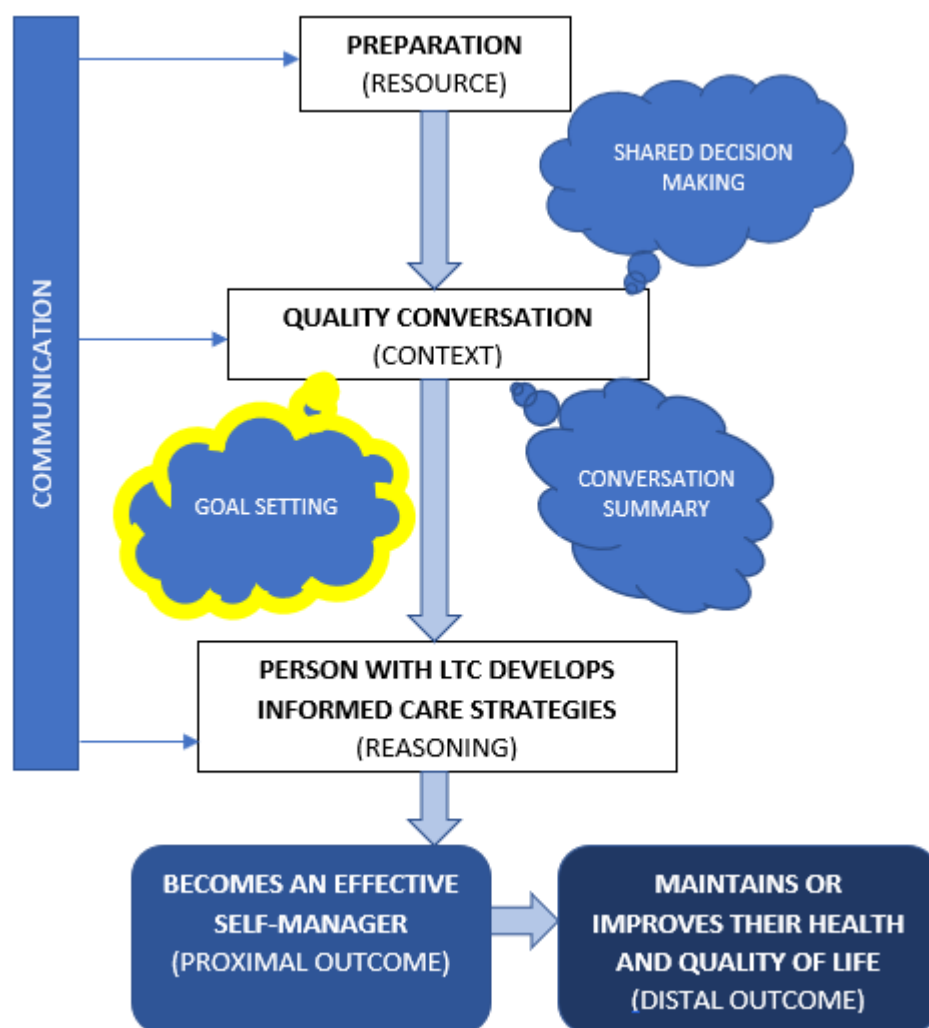 COMMUNICATION
PREPARATION
(RESOURCE)
SHARED DECISION
MAKING
QUALITY CONVERSATION
(CONTEXT)
GOAL SETTING
CONVERSATION
SUMMARY
PERSON WITH LTC DEVELOPS
INFORMED CARE STRATEGIES
(REASONING)
BECOMES AN EFFECTIVE
SELF-MANAGER
(PROXIMAL OUTCOME)
MAINTAINS OR
IMPROVES THEIR HEALTH
AND QUALITY OF LIFE
(DISTAL OUTCOME)